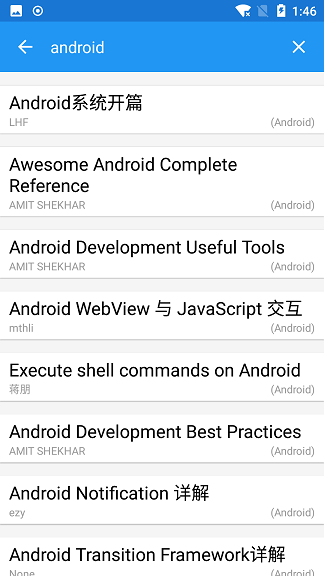 1:46
android
Android系统开篇
LHF
(Android)
Awesome Android Complete
Reference
AMIT SHEKHAR
(Android)
Android Development Useful Tools
AMIT SHEKHAR
(Android)
Android WebView 与 JavaScript 交互
mthli
(Android)
Execute shell commands on Android
蒋朋
(Android)
Android Development Best Practices
AMIT SHEKHAR
(Android)
Android Notification 详解
ezy
(Android)
Android Transition Framework详解
None
(Android)